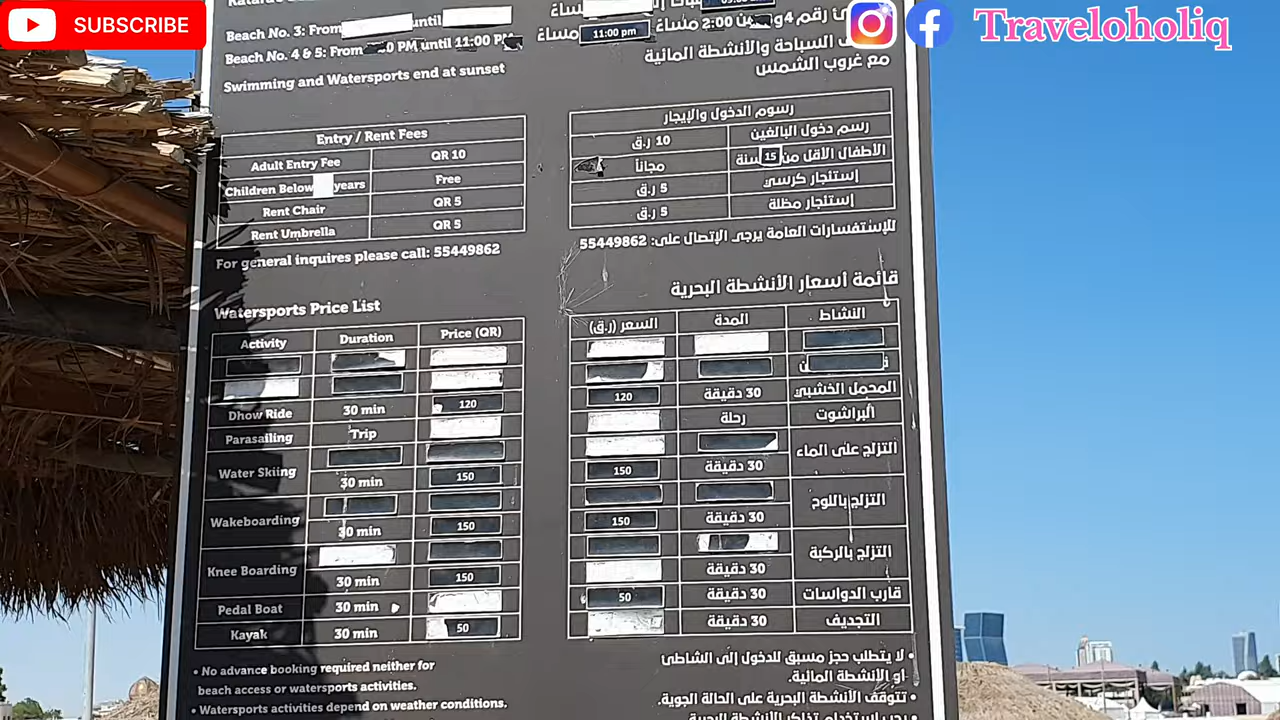 SUBSCRIBE
Traveloholiq
Beach No. 3: From until
Beach No. 4 & 5: From PM until 11:00 PM
Swimming and Watersports end at sunset
Entry / Rent Fees
Adult Entry Fee QR 10
Children Below years Free
Rent Chair QR 5
Rent Umbrella QR 5
For general inquires please call: 55449862
Watersports Price List
Activity Duration Price (QR)
Dhow Ride 30 min 120
Parasailing Trip
Water Skiing
30 min 150
Wakeboarding
30 min 150
Knee Boarding
30 min 150
Pedal Boat 30 min
Kayak 30 min 50
• No advance booking required neither for
beach access or watersports activities.
• Watersports activities depend on weather conditions.
مساءً
رقم 4 2:00 مساءً 11:00 pm مساءً
السباحة والأنشطة المائية
مع غروب الشمس
رسوم الدخول والإيجار
رسم دخول البالغين 10 ر.ق
الأطفال الأقل من 15 سنة مجاناً
إستئجار كرسي 5 ر.ق
إستئجار مظلة 5 ر.ق
للإستفسارات العامة يرجى الإتصال على: 55449862
قائمة أسعار الأنشطة البحرية
النشاط المدة السعر (ر.ق)
المحمل الخشبي 30 دقيقة 120
البراشوت رحلة
التزلج على الماء
30 دقيقة 150
التزلج باللوح
30 دقيقة 150
التزلج بالركبة
30 دقيقة
قارب الدواسات 30 دقيقة 50
التجديف 30 دقيقة
• لا يتطلب حجز مسبق للدخول إلى الشاطئ
او الأنشطة المائية.
• تتوقف الأنشطة البحرية على الحالة الجوية.
• يجب استخدام تذاكر الأنشطة البحرية